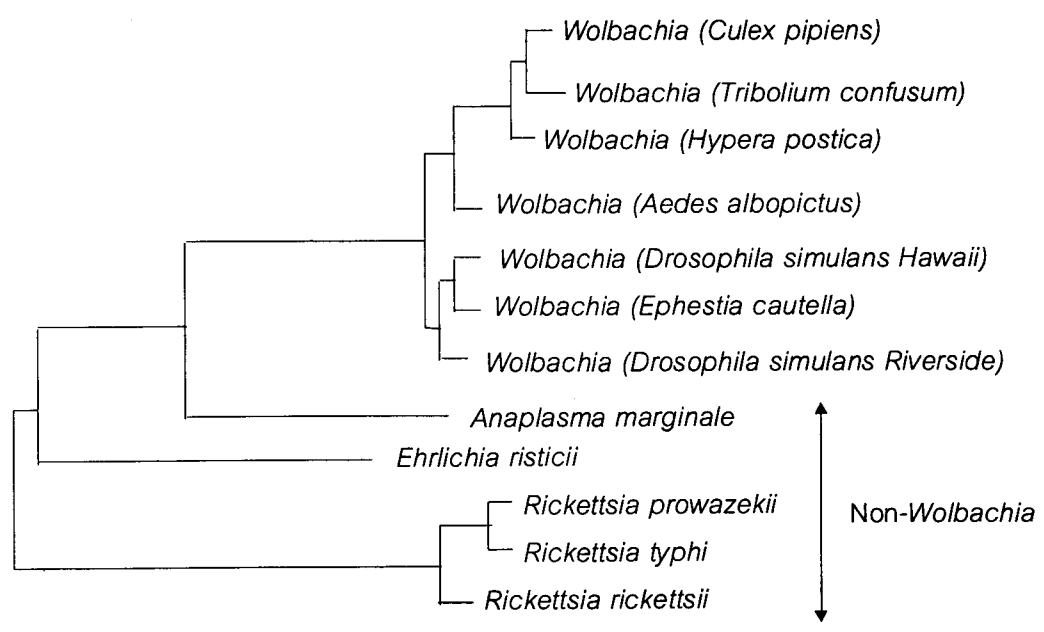 Wolbachia (Culex pipiens)
Wolbachia (Tribolium confusum)
Wolbachia (Hypera postica)
Wolbachia (Aedes albopictus)
Wolbachia (Drosophila simulans Hawaii)
Wolbachia (Ephestia cautella)
Wolbachia (Drosophila simulans Riverside)
Anaplasma marginale
Ehrlichia risticii
Rickettsia prowazekii
Non-Wolbachia
Rickettsia typhi
Rickettsia rickettsii